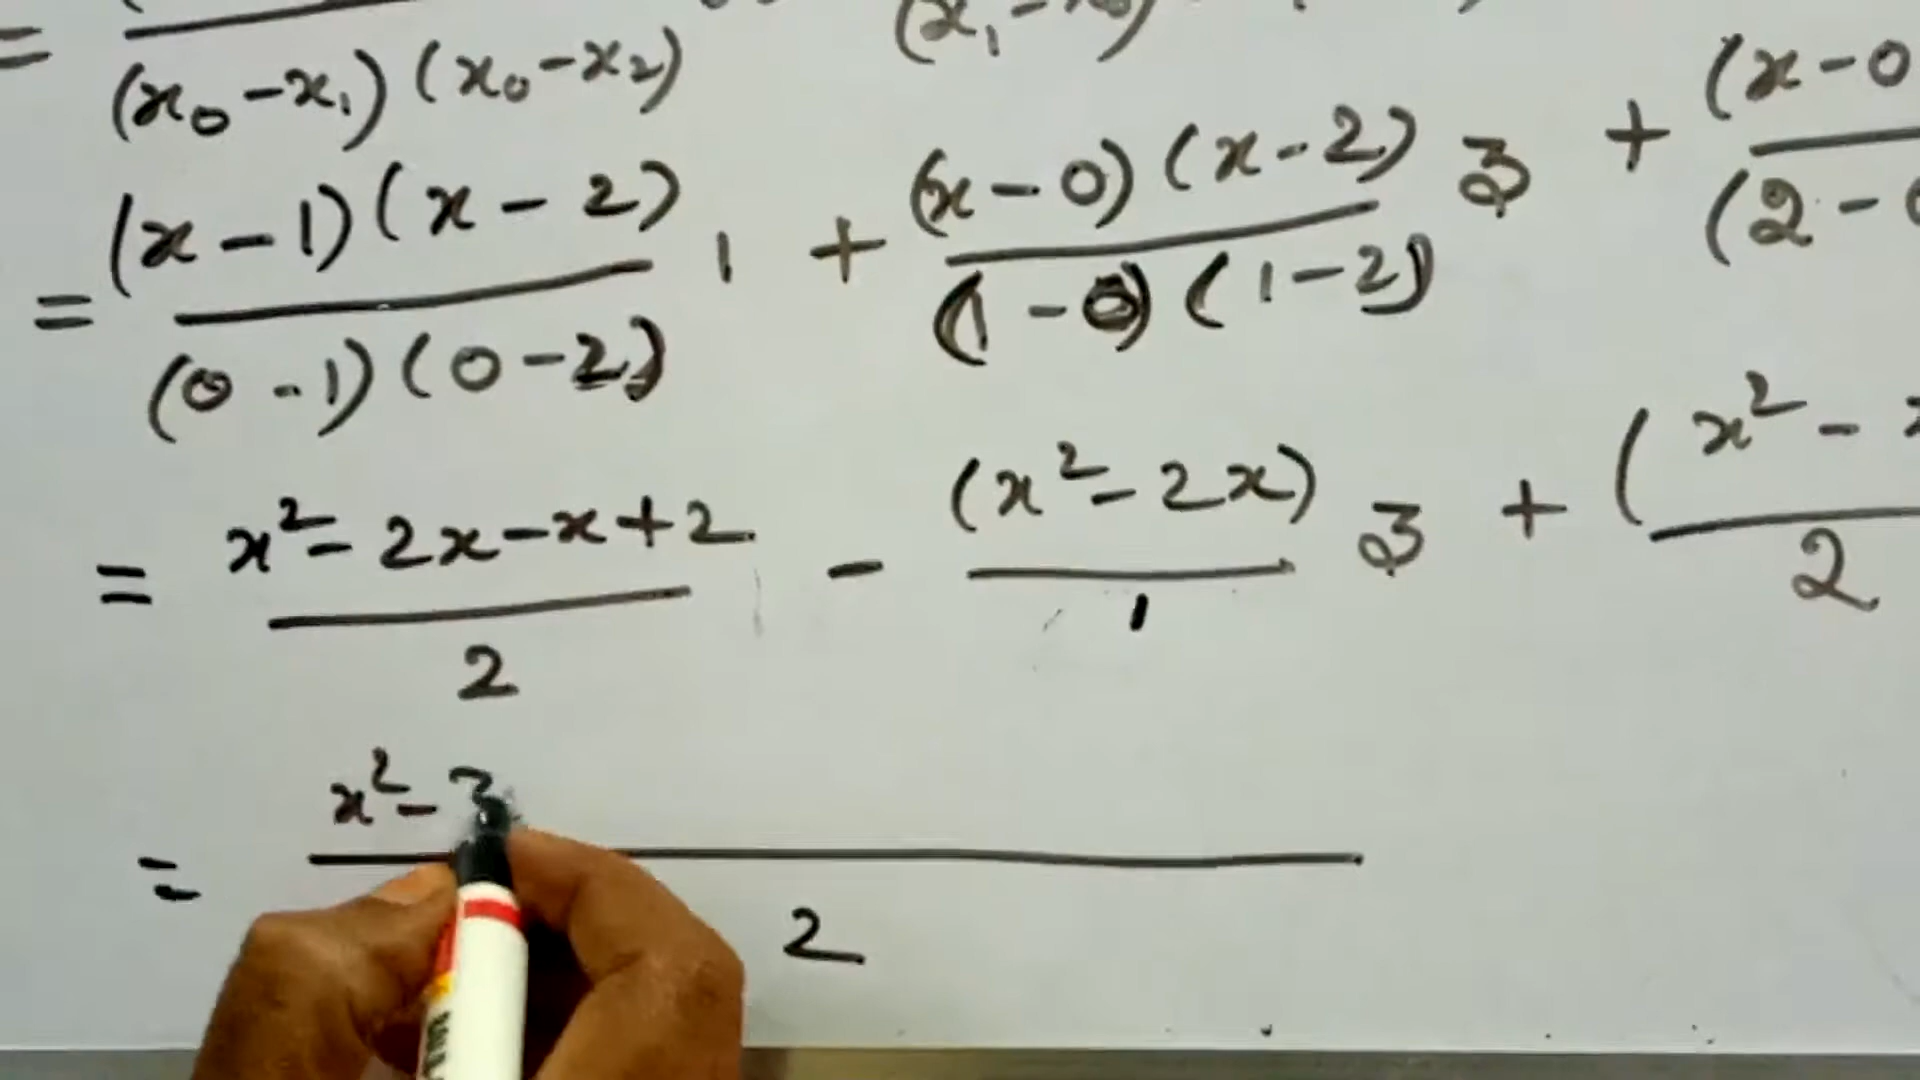 = (x₀-x₁)(x₀-x₂) (x₁-
= (x-1)(x-2) / (0-1)(0-2) 1 + (x-0)(x-2) / (1-0)(1-2) 3 + (x-0 / (2-
= x²-2x-x+2 / 2 - (x²-2x) / 1 3 + (x²- / 2
= x²-3 / 2